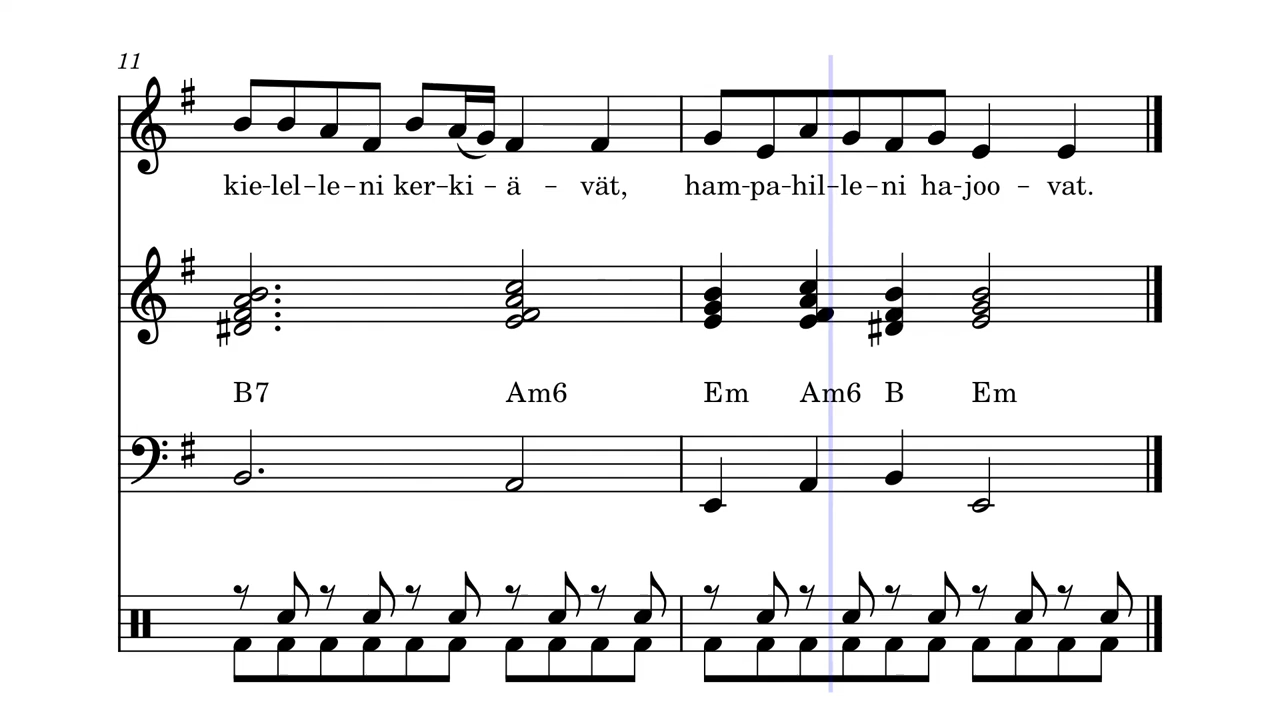 11
kie-lel-le-ni ker-ki-ä-vät, ham-pa-hil-le-ni ha-joo-vat.
B7 Am6 Em Am6 B Em